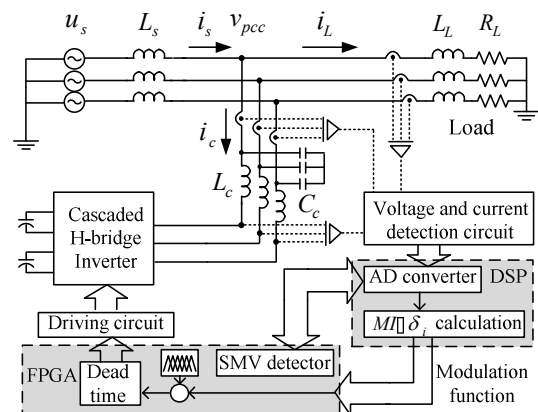 u_s
L_s
i_s
v_pcc
i_L
L_L
R_L
Load
i_c
L_c
C_c
Cascaded
H-bridge
Inverter
Voltage and current
detection circuit
AD converter
DSP
MI▯ δ_i calculation
Driving circuit
FPGA
Dead
time
SMV detector
Modulation
function